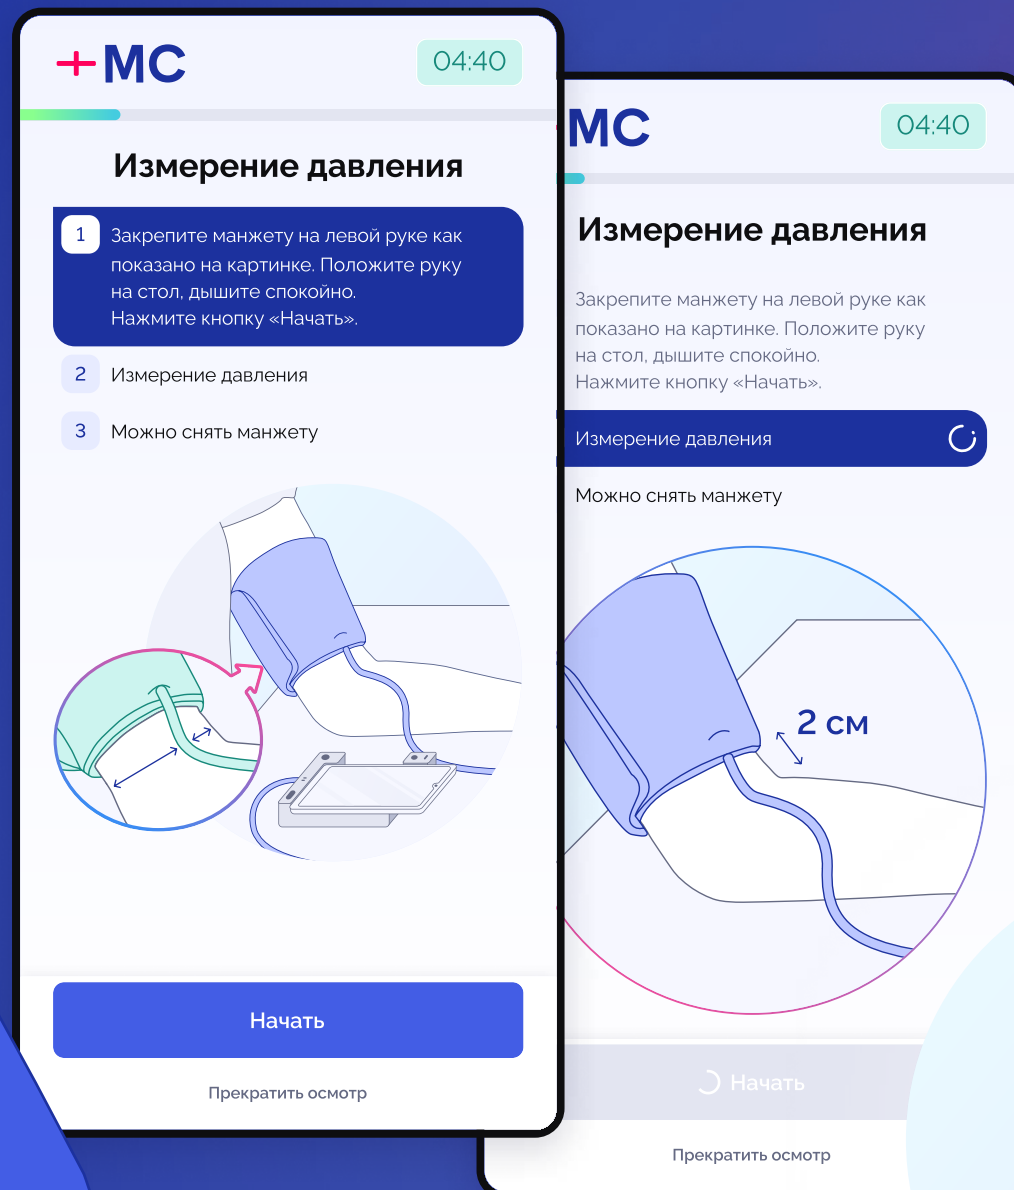 МС
04:40
Измерение давления
1
Закрепите манжету на левой руке как
показано на картинке. Положите руку
на стол, дышите спокойно.
Нажмите кнопку «Начать».
2
Измерение давления
3
Можно снять манжету
Начать
Прекратить осмотр
МС
04:40
Измерение давления
Закрепите манжету на левой руке как
показано на картинке. Положите руку
на стол, дышите спокойно.
Нажмите кнопку «Начать».
Измерение давления
Можно снять манжету
2 см
Начать
Прекратить осмотр